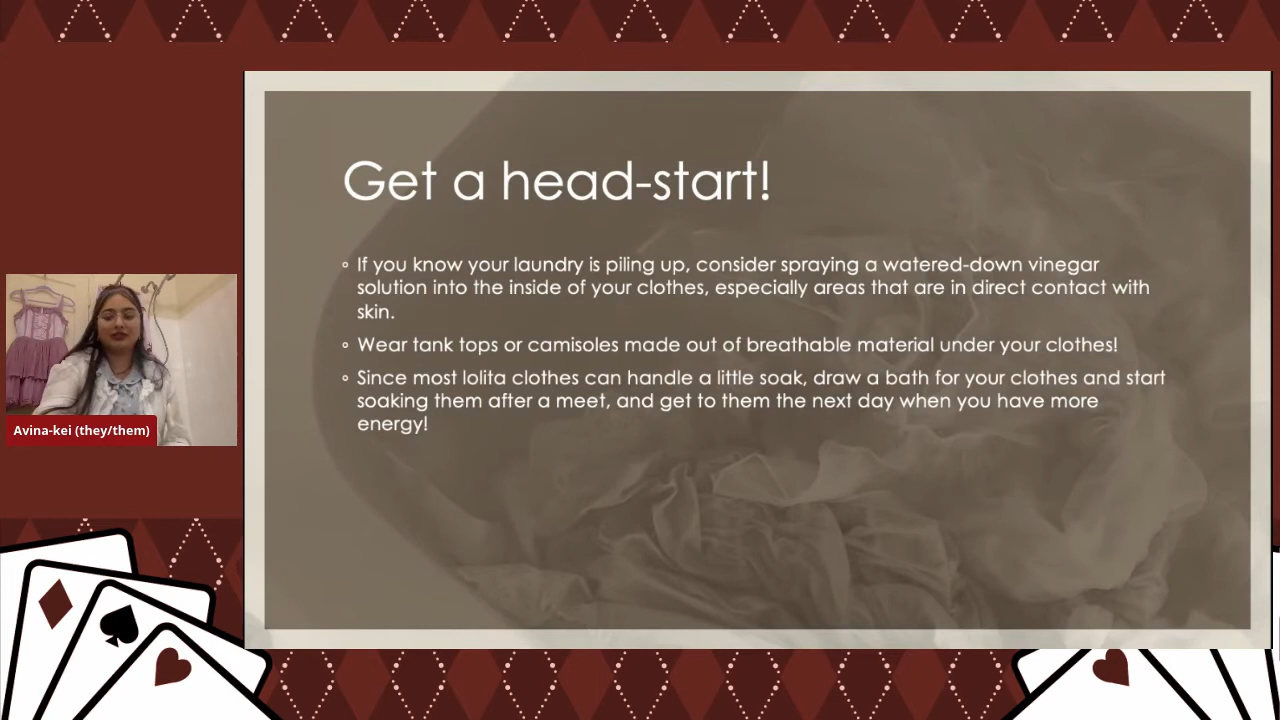 Get a head-start!
If you know your laundry is piling up, consider spraying a watered-down vinegar
solution into the inside of your clothes, especially areas that are in direct contact with
skin.
Wear tank tops or camisoles made out of breathable material under your clothes!
Since most lolita clothes can handle a little soak, draw a bath for your clothes and start
soaking them after a meet, and get to them the next day when you have more
energy!
Avina-kei (they/them)